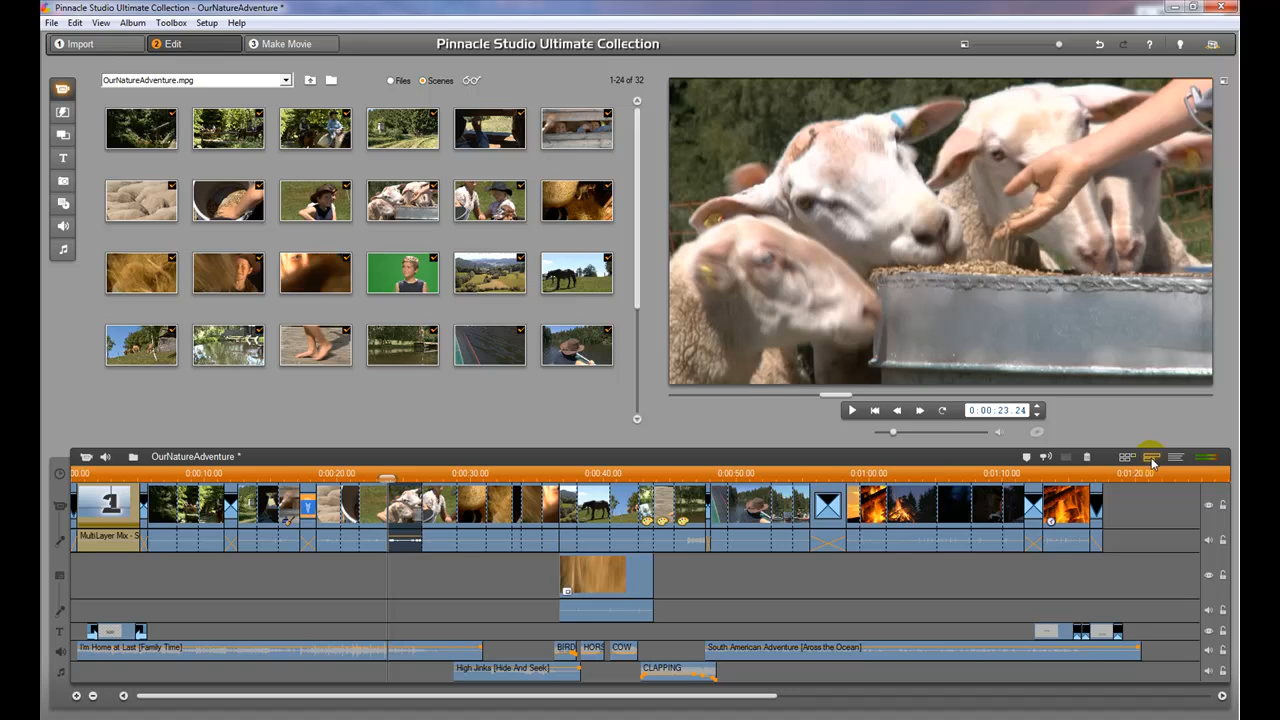 Pinnacle Studio Ultimate Collection - OurNatureAdventure *
File Edit View Album Toolbox Setup Help
1 Import 2 Edit 3 Make Movie Pinnacle Studio Ultimate Collection
OurNatureAdventure.mpg Files Scenes 1-24 of 32
0:00:23.24
OurNatureAdventure *
00.00 0:00:10.00 0:00:20.00 0:00:30.00 0:00:40.00 0:00:50.00 0:01:00.00 0:01:10.00 0:01:20.00
1
MultiLayer Mix - S
I'm Home at Last [Family Time] BIRD HORS COW South American Adventure [Aross the Ocean]
High Jinks [Hide And Seek] CLAPPING